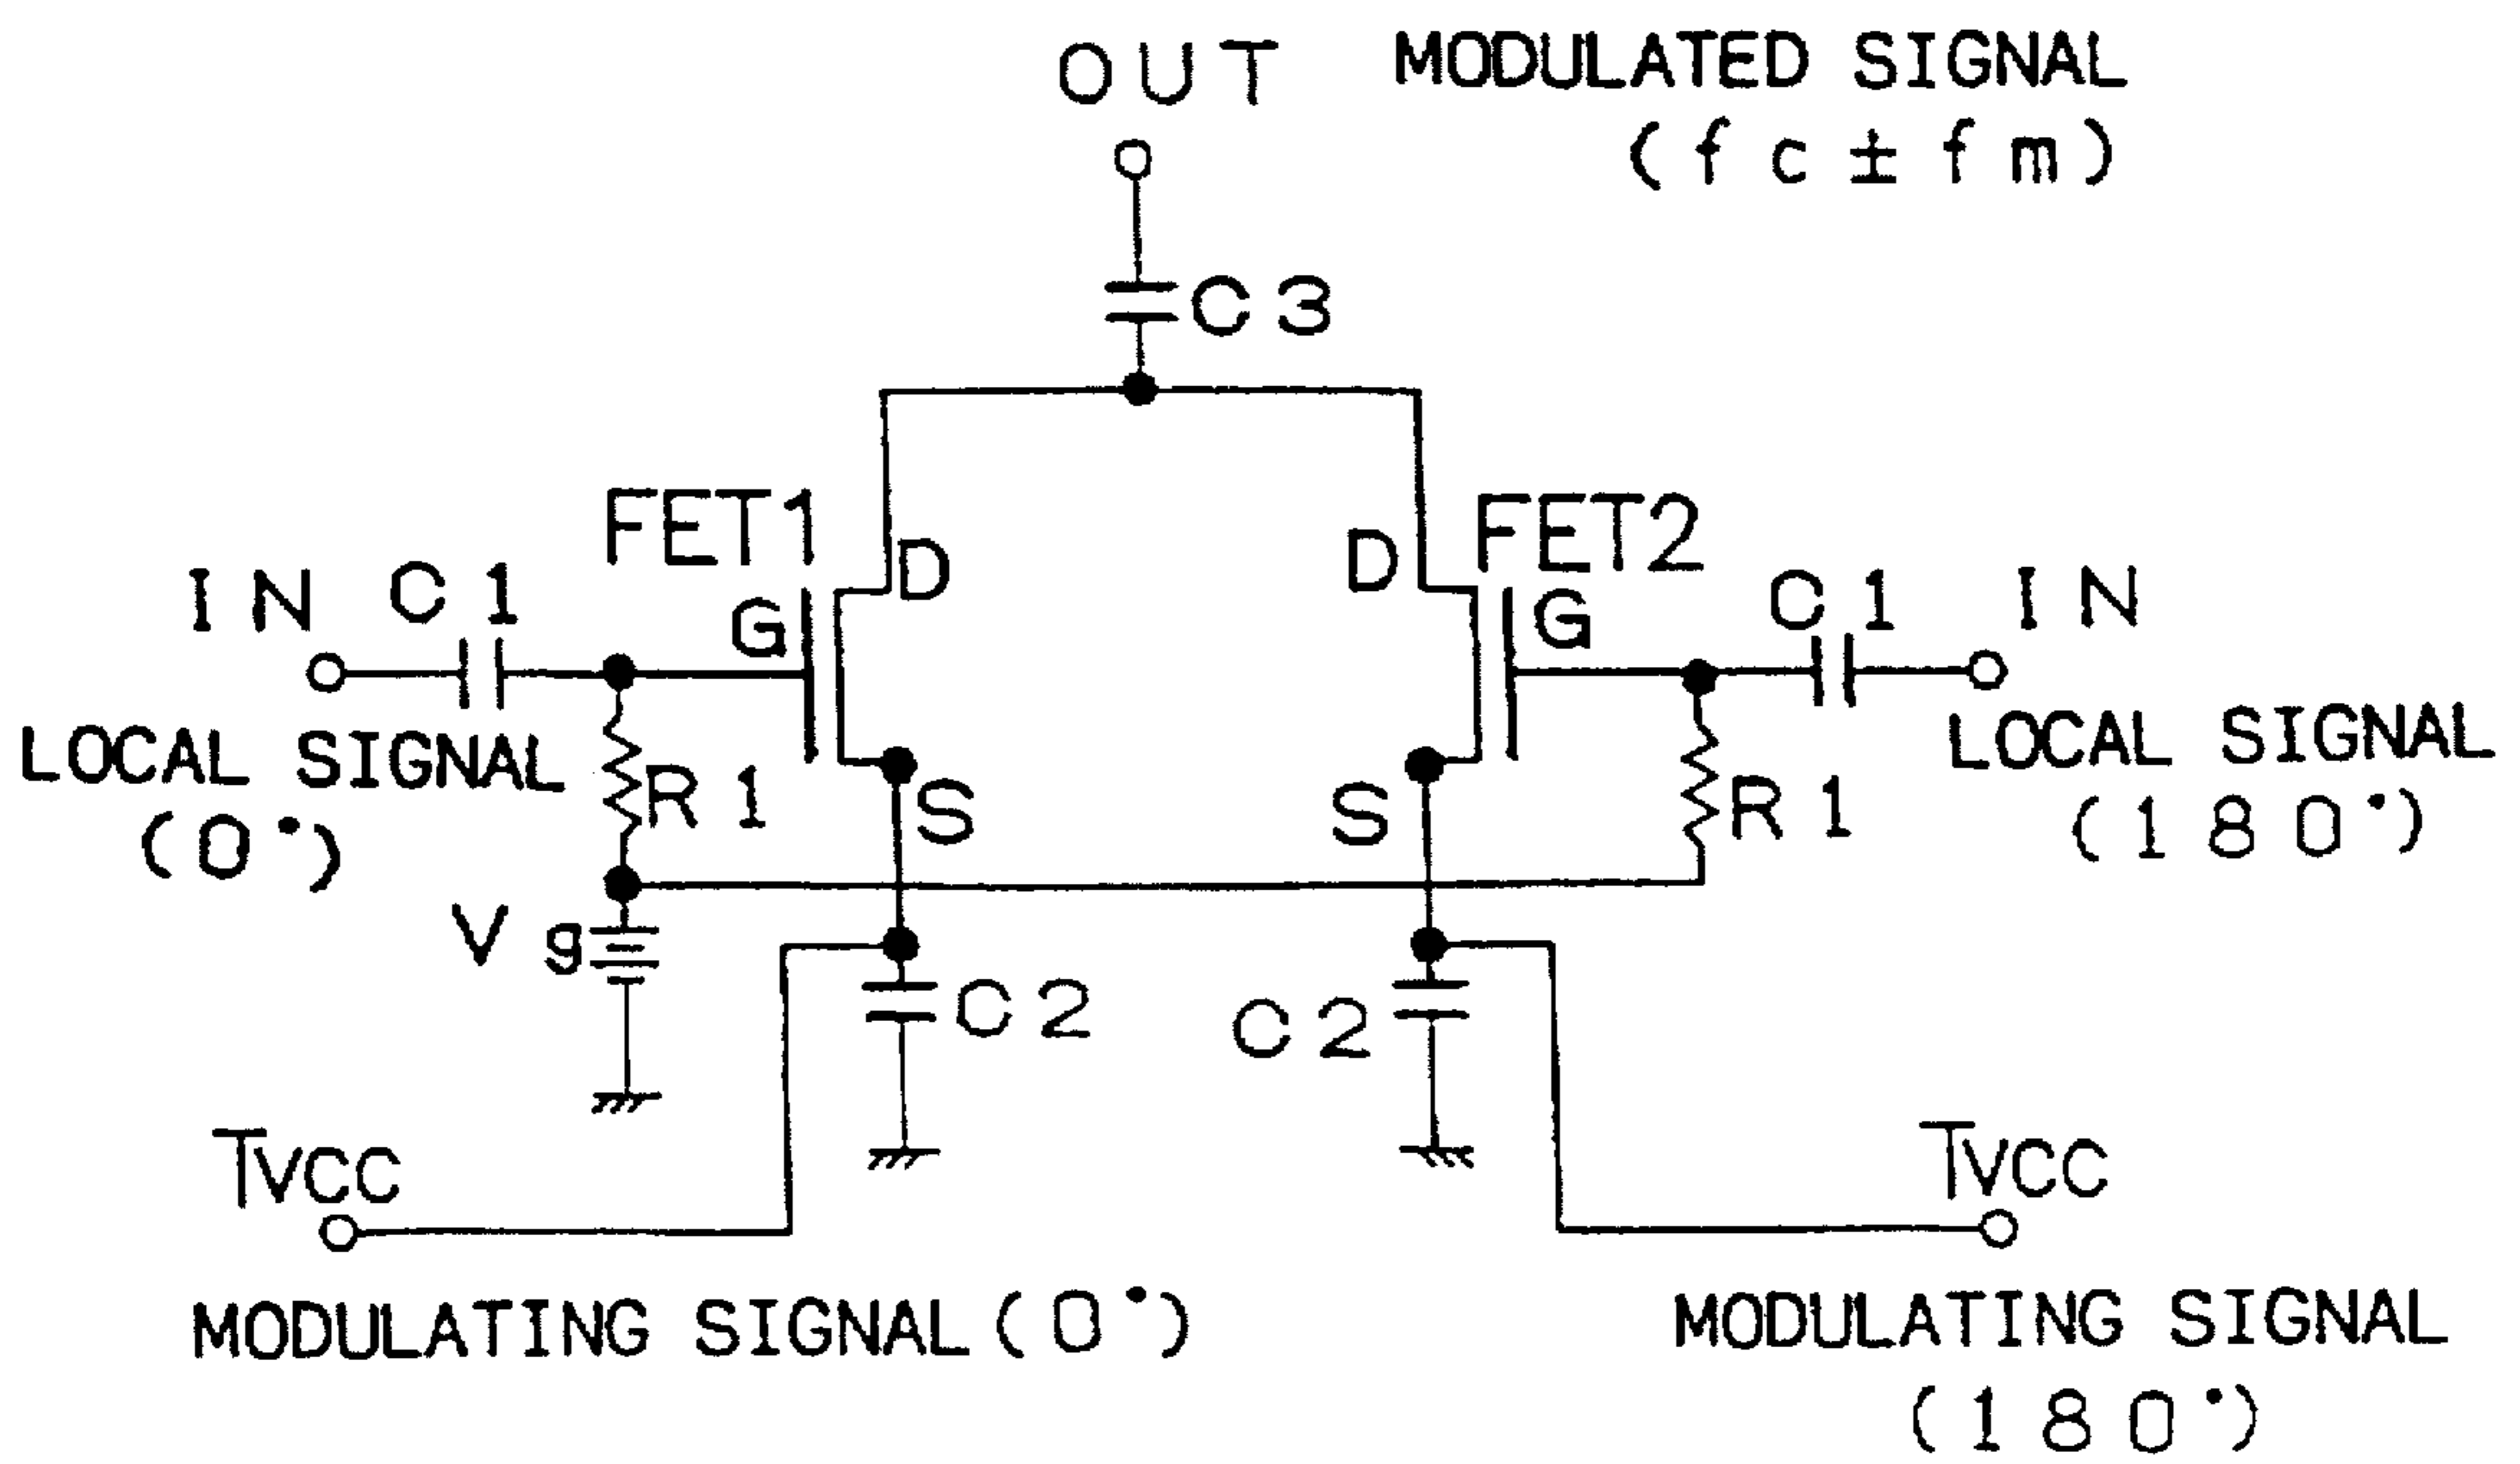 OUT MODULATED SIGNAL
(fc±fm)
C3
FET1 D
D FET2
IN C1 G
G C1 IN
LOCAL SIGNAL
(0°)
R1
S
S
R1
LOCAL SIGNAL
(180°)
Vg
C2
C2
TVCC
TVCC
MODULATING SIGNAL(0°)
MODULATING SIGNAL
(180°)